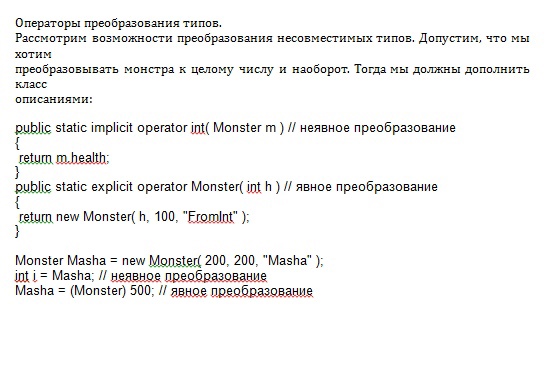 Операторы преобразования типов.
Рассмотрим возможности преобразования несовместимых типов. Допустим, что мы
хотим
преобразовывать монстра к целому числу и наоборот. Тогда мы должны дополнить
класс
описаниями:
public static implicit operator int( Monster m ) // неявное преобразование
{
return m.health;
}
public static explicit operator Monster( int h ) // явное преобразование
{
return new Monster( h, 100, "FromInt" );
}
Monster Masha = new Monster( 200, 200, "Masha" );
int i = Masha; // неявное преобразование
Masha = (Monster) 500; // явное преобразование